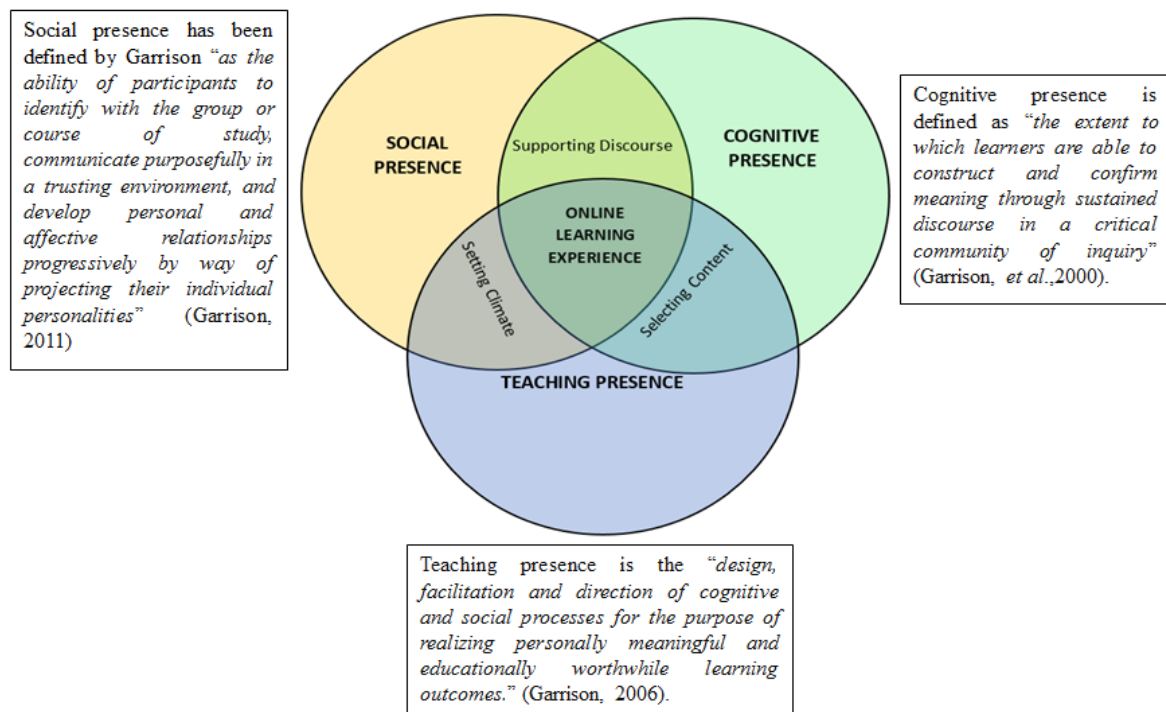 Social presence has been
defined by Garrison “as the
ability of participants to
identify with the group or
course of study,
communicate purposefully in
a trusting environment, and
develop personal and
affective relationships
progressively by way of
projecting their individual
personalities” (Garrison,
2011)
SOCIAL
PRESENCE
Supporting Discourse
COGNITIVE
PRESENCE
ONLINE
LEARNING
EXPERIENCE
Setting Climate
Selecting Content
TEACHING PRESENCE
Cognitive presence is
defined as “the extent to
which learners are able to
construct and confirm
meaning through sustained
discourse in a critical
community of inquiry”
(Garrison, et al.,2000).
Teaching presence is the “design,
facilitation and direction of cognitive
and social processes for the purpose of
realizing personally meaningful and
educationally worthwhile learning
outcomes.” (Garrison, 2006).